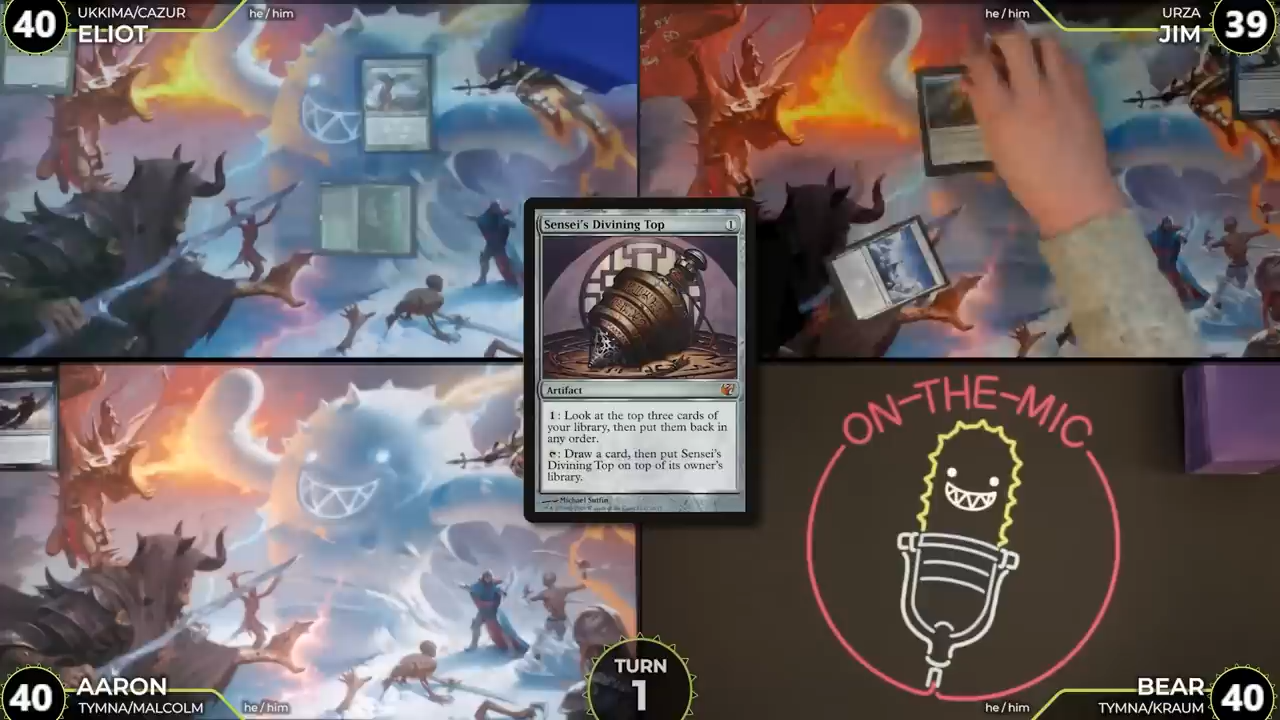 40
UKKIMA/CAZUR
ELIOT
he / him
he / him
URZA
JIM
39
Sensei's Divining Top
1
Artifact
1: Look at the top three cards of
your library, then put them back in
any order.
: Draw a card, then put Sensei's
Divining Top on top of its owner's
library.
Michael Sutfin
ON-THE-MIC
40
AARON
TYMNA/MALCOLM
he / him
TURN
1
he / him
BEAR
TYMNA/KRAUM
40